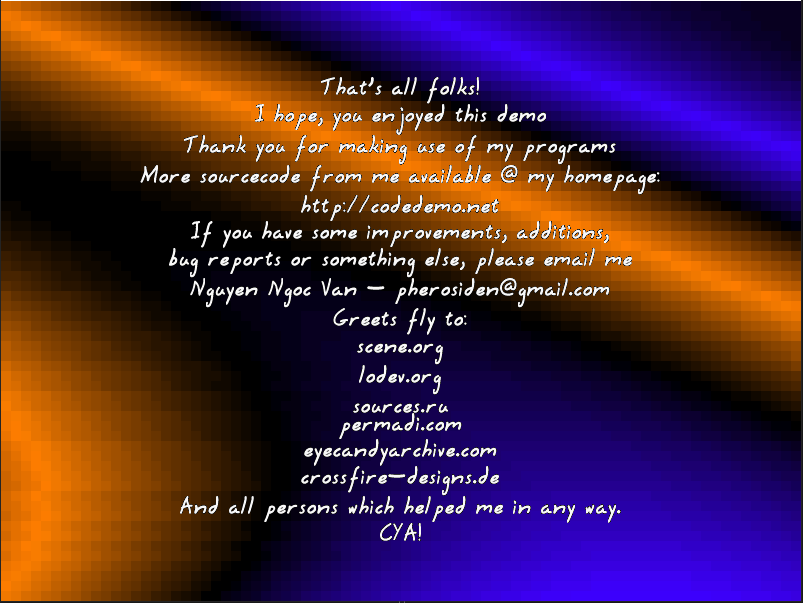 That's all folks!
I hope, you enjoyed this demo
Thank you for making use of my programs
More sourcecode from me available @ my homepage:
http://codedemo.net
If you have some improvements, additions,
bug reports or something else, please email me
Nguyen Ngoc Van - pherosiden@gmail.com
Greets fly to:
scene.org
lodev.org
sources.ru
permadi.com
eyecandyarchive.com
crossfire-designs.de
And all persons which helped me in any way.
CYA!